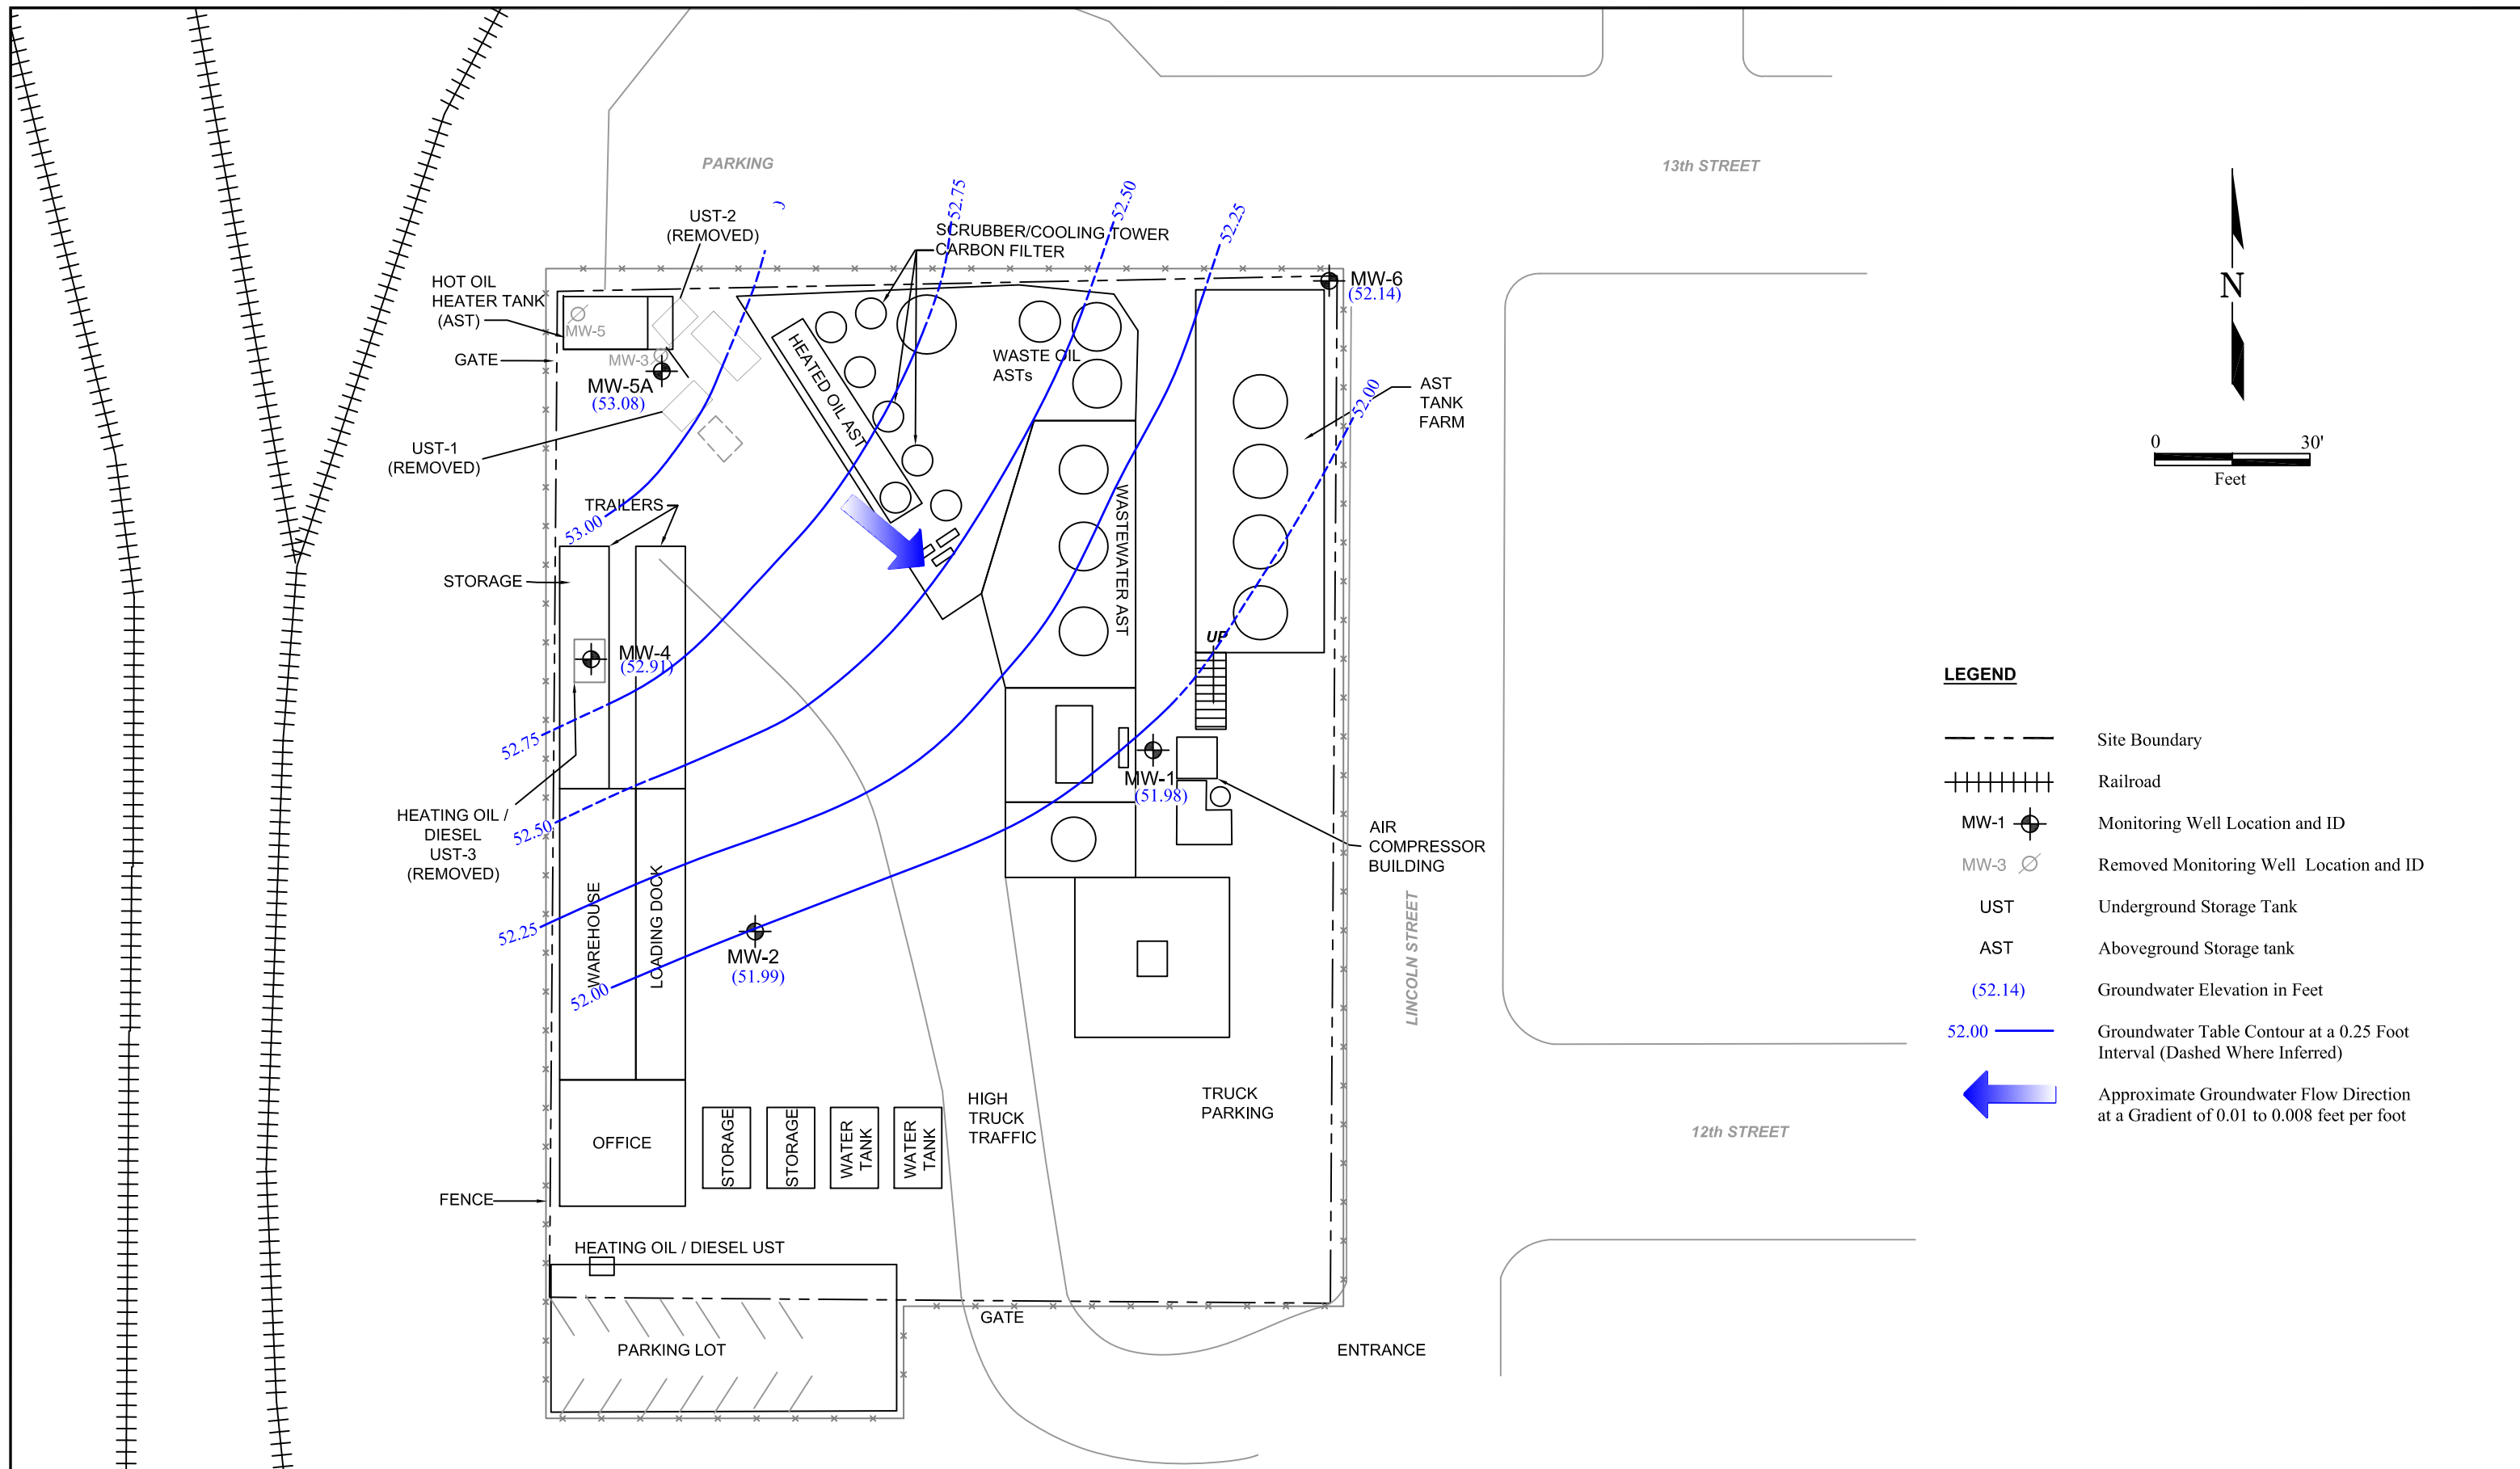 PARKING
13th STREET
52.75
52.50
52.25
UST-2
(REMOVED)
SCRUBBER/COOLING TOWER
CARBON FILTER
HOT OIL
HEATER TANK
(AST)
MW-5
MW-6
(52.14)
N
GATE
MW-3
MW-5A
(53.08)
HEATED OIL AST
WASTE OIL
ASTs
52.00
AST
TANK
FARM
0 30'
Feet
UST-1
(REMOVED)
TRAILERS
53.00
WASTEWATER AST
STORAGE
UP
MW-4
(52.91)
52.75
MW-1
(51.98)
HEATING OIL /
DIESEL
UST-3
(REMOVED)
52.50
AIR
COMPRESSOR
BUILDING
WAREHOUSE
LOADING DOCK
52.25
MW-2
(51.99)
52.00
LINCOLN STREET
HIGH
TRUCK
TRAFFIC
TRUCK
PARKING
12th STREET
OFFICE
STORAGE
STORAGE
WATER
TANK
WATER
TANK
FENCE
HEATING OIL / DIESEL UST
GATE
PARKING LOT
ENTRANCE
LEGEND
Site Boundary
Railroad
MW-1 Monitoring Well Location and ID
MW-3 Removed Monitoring Well Location and ID
UST Underground Storage Tank
AST Aboveground Storage tank
(52.14) Groundwater Elevation in Feet
52.00 Groundwater Table Contour at a 0.25 Foot
Interval (Dashed Where Inferred)
Approximate Groundwater Flow Direction
at a Gradient of 0.01 to 0.008 feet per foot